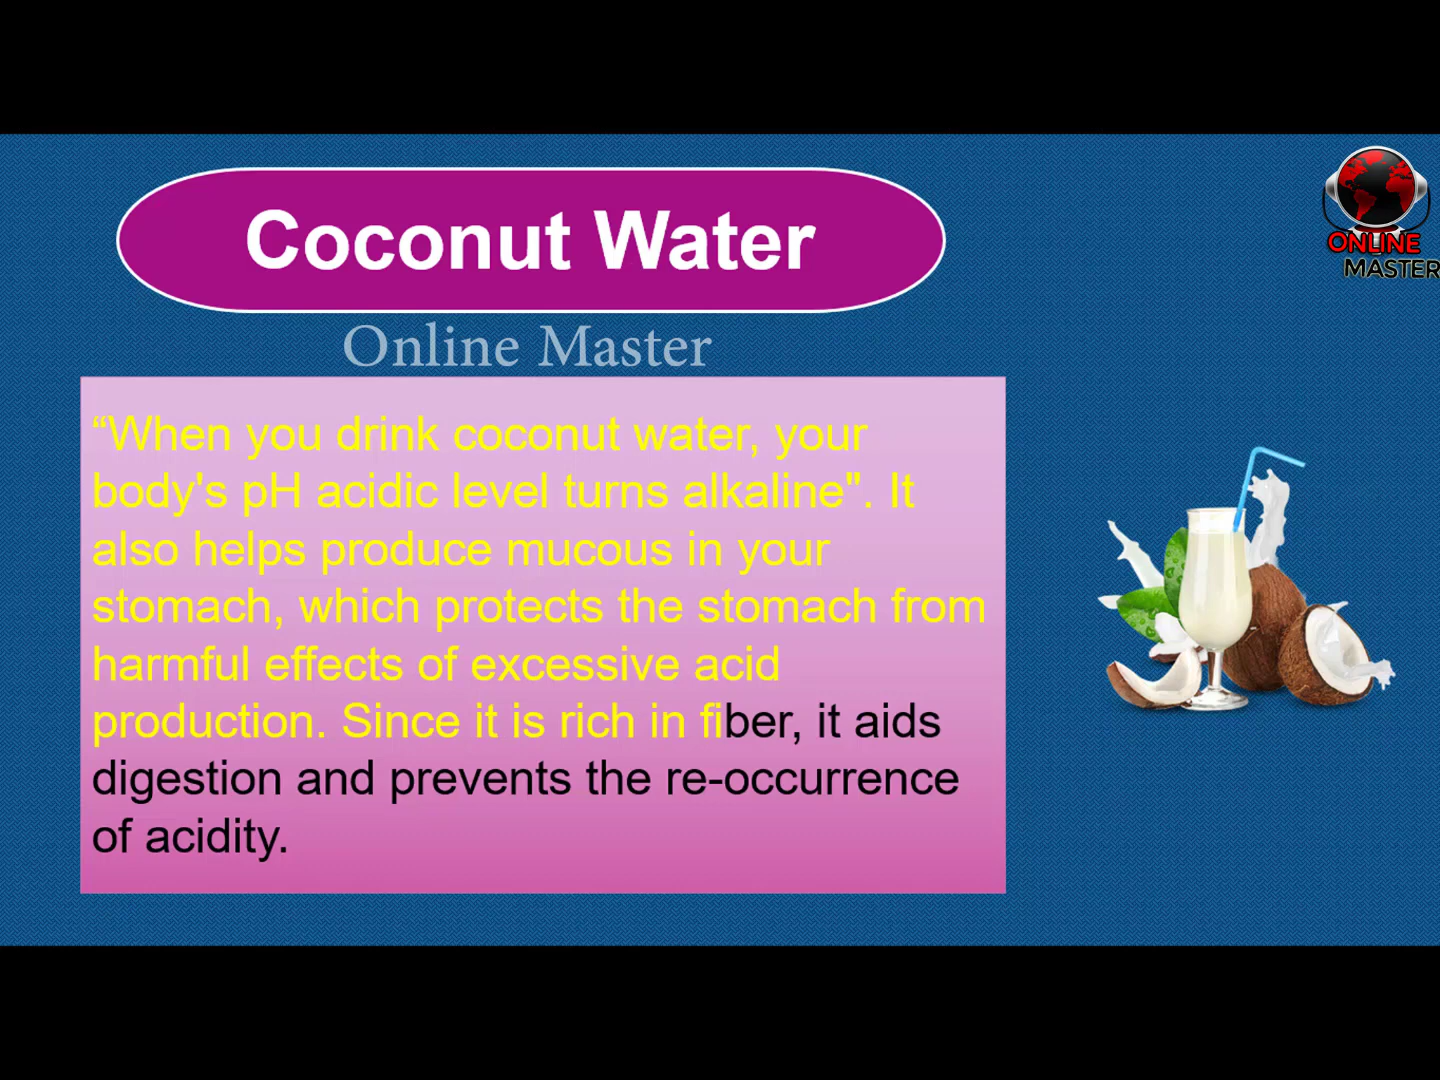 Coconut Water
ONLINE
MASTER
Online Master
“When you drink coconut water, your
body's pH acidic level turns alkaline". It
also helps produce mucous in your
stomach, which protects the stomach from
harmful effects of excessive acid
production. Since it is rich in fiber, it aids
digestion and prevents the re-occurrence
of acidity.